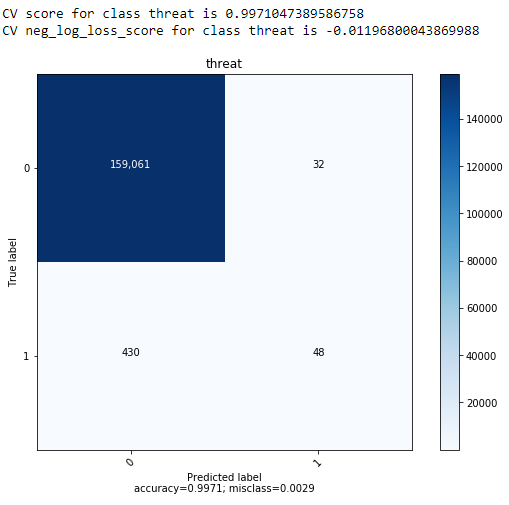 CV score for class threat is 0.9971047389586758
CV neg_log_loss_score for class threat is -0.01196800043869988
threat
159,061
32
430
48
0
1
True label
0
1
Predicted label
accuracy=0.9971; misclass=0.0029
140000
120000
100000
80000
60000
40000
20000